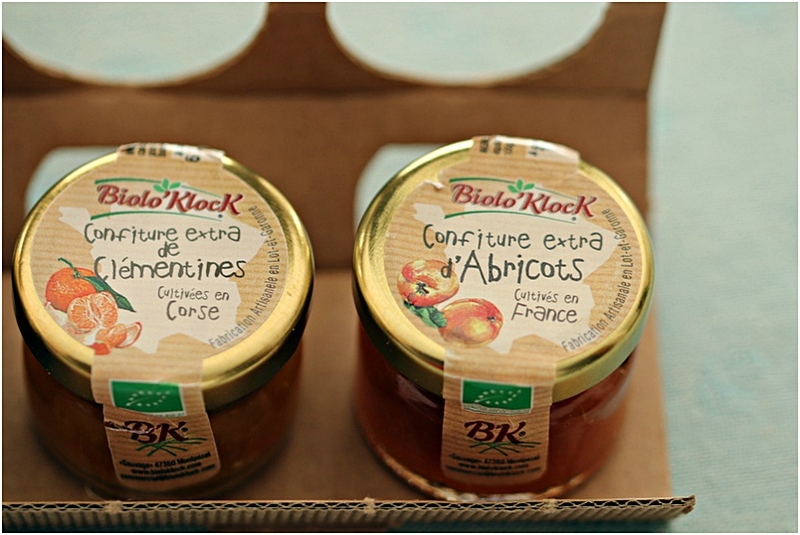 Biolo'Klock
Confiture extra
de
Clémentines
Cultivées en
Corse
Fabrication Artisanale en Lot-et-Garonne
BK
Biolo'Klock
Confiture extra
d'Abricots
Cultivés en
France
Fabrication Artisanale en Lot-et-Garonne
BK